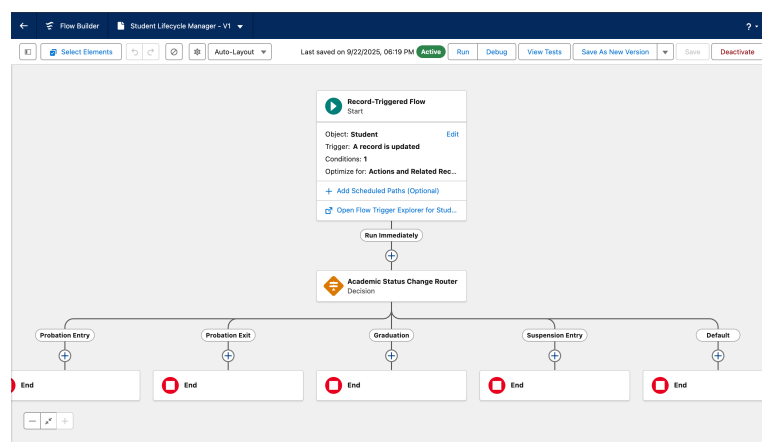 Flow Builder
Student Lifecycle Manager - V1
?
Select Elements
Auto-Layout
Last saved on 9/22/2025, 06:19 PM
Active
Run
Debug
View Tests
Save As New Version
Save
Deactivate
Record-Triggered Flow
Start
Object: Student
Edit
Trigger: A record is updated
Conditions: 1
Optimize for: Actions and Related Rec...
+ Add Scheduled Paths (Optional)
Open Flow Trigger Explorer for Stud...
Run Immediately
Academic Status Change Router
Decision
Probation Entry
Probation Exit
Graduation
Suspension Entry
Default
End
End
End
End
End